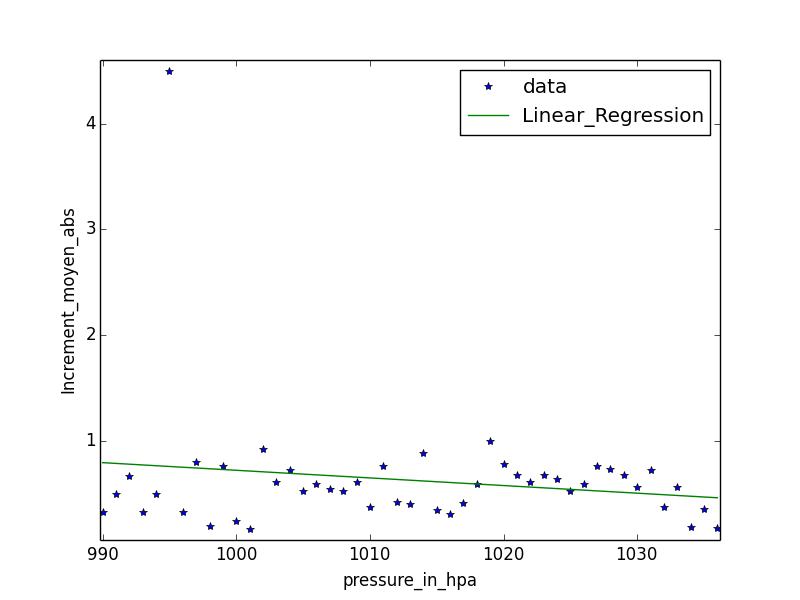 data
Linear_Regression
4
3
2
1
Increment_moyen_abs
990 1000 1010 1020 1030
pressure_in_hpa